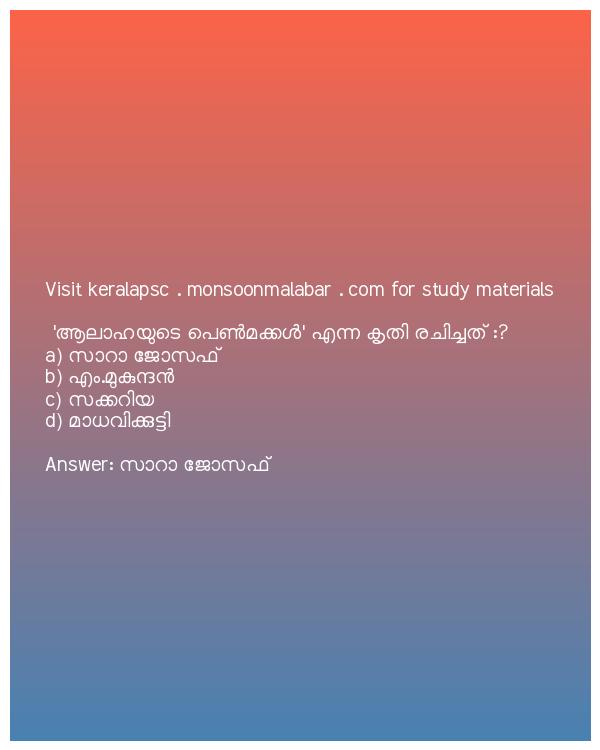 Visit keralapsc . monsoonmalabar . com for study materials
'ആലാഹയുടെ പെൺമക്കൾ' എന്ന കൃതി രചിച്ചത് :?
a) സാറാ ജോസഫ്
b) എം.മുകുന്ദൻ
c) സക്കറിയ
d) മാധവിക്കുട്ടി
Answer: സാറാ ജോസഫ്